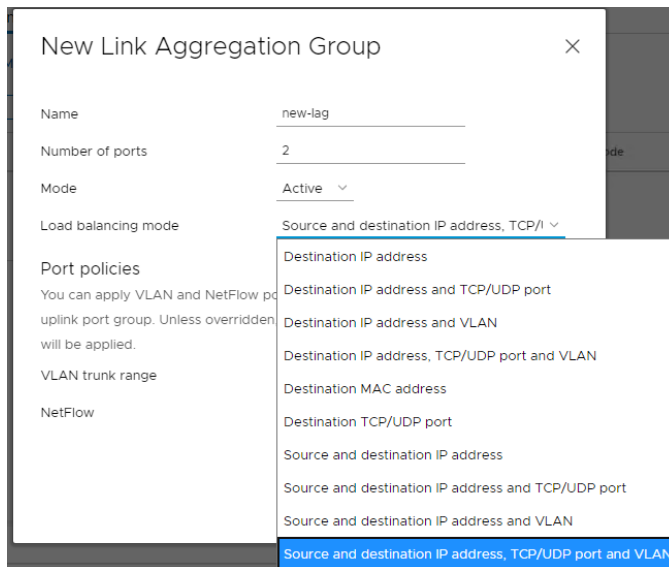 New Link Aggregation Group
Name new-lag
Number of ports 2
Mode Active
Load balancing mode Source and destination IP address, TCP/
Destination IP address
Port policies
Destination IP address and TCP/UDP port
You can apply VLAN and NetFlow
Destination IP address and VLAN
uplink port group. Unless overridden,
Destination IP address, TCP/UDP port and VLAN
will be applied.
VLAN trunk range
Destination MAC address
NetFlow
Destination TCP/UDP port
Source and destination IP address
Source and destination IP address and TCP/UDP port
Source and destination IP address and VLAN
Source and destination IP address, TCP/UDP port and VLAN